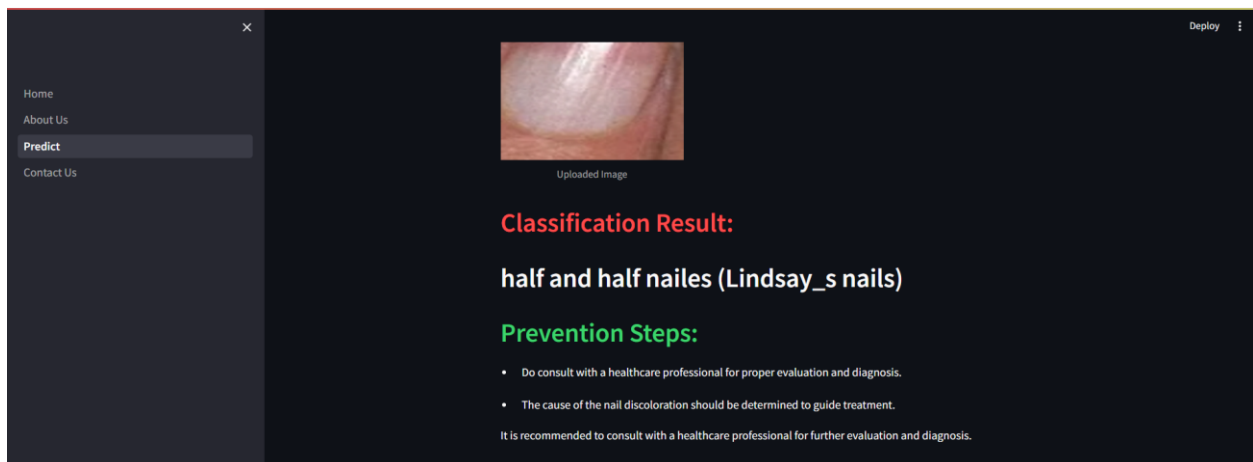 Deploy
Home
About Us
Predict
Contact Us
Uploaded Image
Classification Result:
half and half nailes (Lindsay_s nails)
Prevention Steps:
• Do consult with a healthcare professional for proper evaluation and diagnosis.
• The cause of the nail discoloration should be determined to guide treatment.
It is recommended to consult with a healthcare professional for further evaluation and diagnosis.